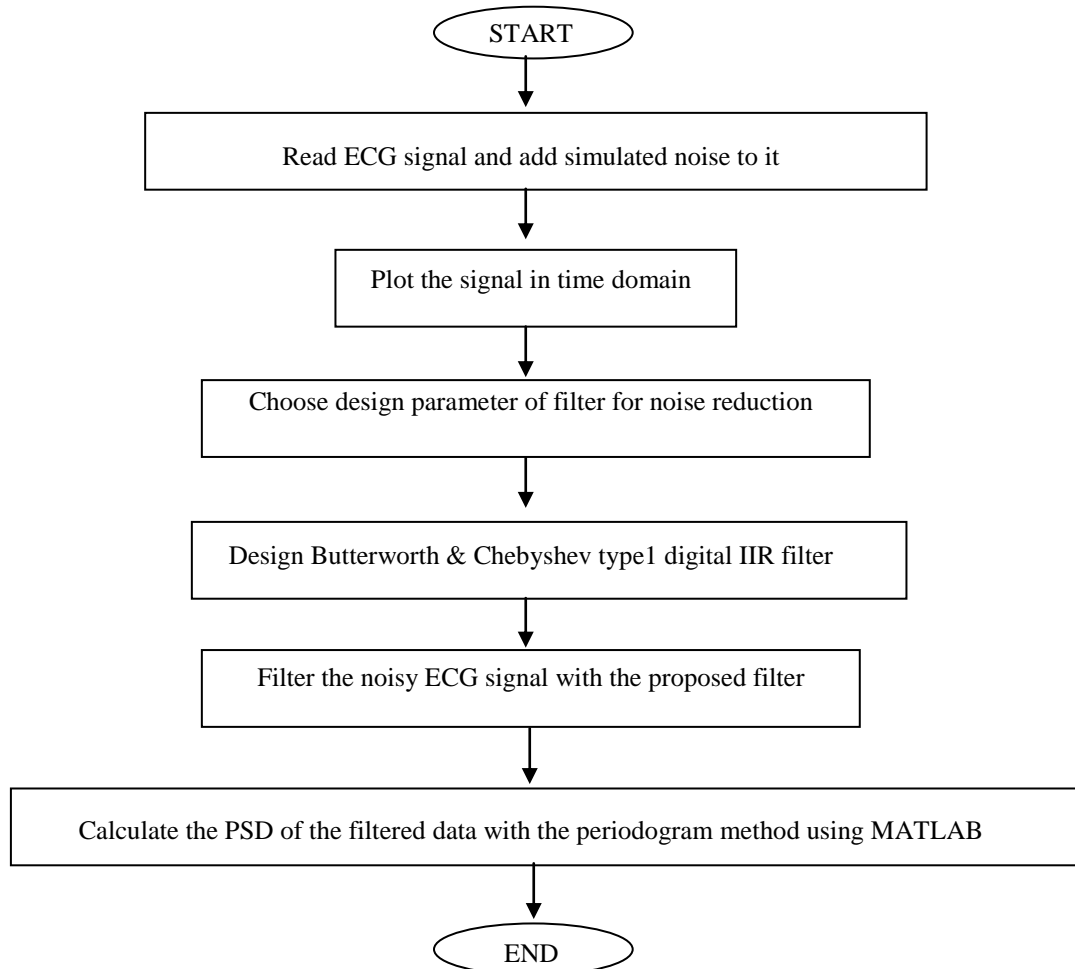 START
Read ECG signal and add simulated noise to it
Plot the signal in time domain
Choose design parameter of filter for noise reduction
Design Butterworth & Chebyshev type1 digital IIR filter
Filter the noisy ECG signal with the proposed filter
Calculate the PSD of the filtered data with the periodogram method using MATLAB
END